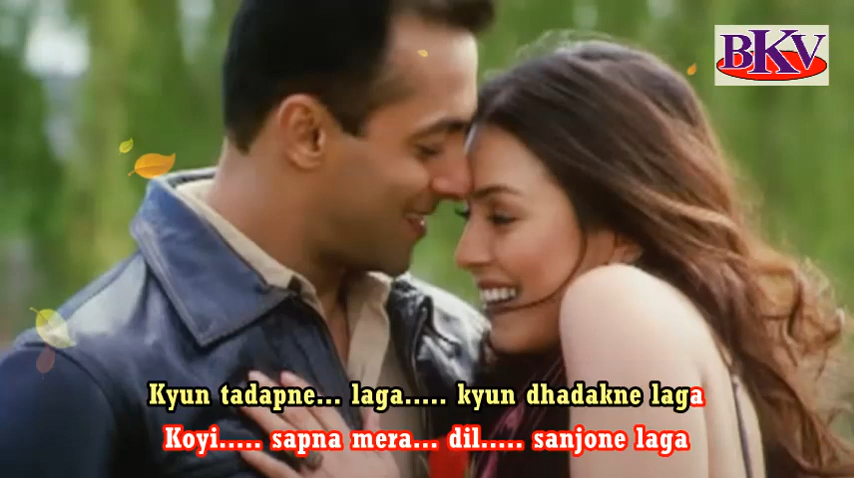 BKV
Kyun tadapne... laga..... kyun dhadakne laga
Koyi..... sapna mera... dil..... sanjone laga